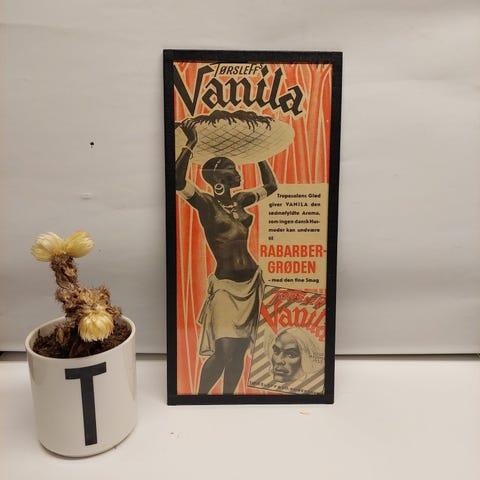 TØRSLEFF'
Vanila
Tropesolens Glød
giver VANILA den
sødmefyldte Aroma,
som ingen dansk Hus-
moder kan undvære
til
RABARBER-
GRØDEN
– med den fine Smag
Vanila
T